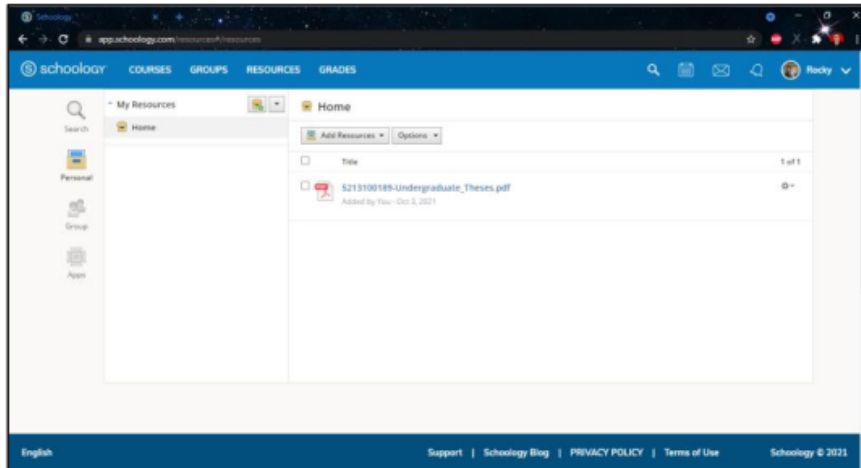 Schoology
app.schoology.com/resources#/resources
schoology COURSES GROUPS RESOURCES GRADES Rocky
Search
Personal
Group
Apps
My Resources
Home
Home
Add Resources Options
Title 1 of 1
5213100189-Undergraduate_Theses.pdf
Added by You · Oct 3, 2021
English Support | Schoology Blog | PRIVACY POLICY | Terms of Use Schoology © 2021